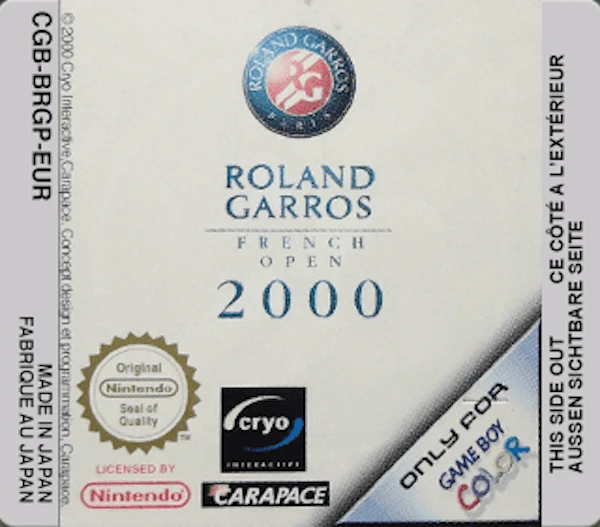 CGB-BRGP-EUR
© 2000 Cryo Interactive, Carapace. Concept design et programmation, Carapace.
MADE IN JAPAN
FABRIQUE AU JAPAN
ROLAND GARROS
RG
PARIS
ROLAND
GARROS
FRENCH
OPEN
2000
Original
Nintendo
Seal of
Quality
TM
LICENSED BY
Nintendo
cryo
INTERACTIVE
CARAPACE
ONLY FOR
GAME BOY
COLOR
THIS SIDE OUT CE CÔTÉ A L'EXTÉRIEUR
AUSSEN SICHTBARE SEITE